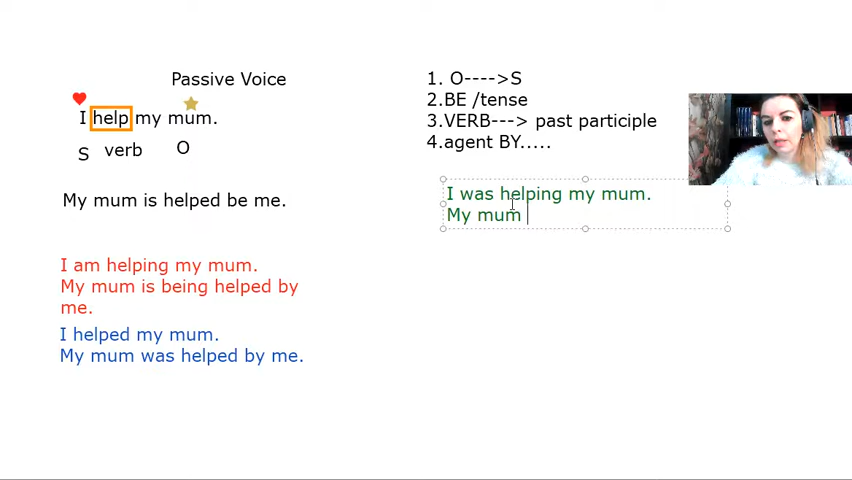 Passive Voice
I help my mum.
S verb O
My mum is helped be me.
I am helping my mum.
My mum is being helped by
me.
I helped my mum.
My mum was helped by me.
1. O---->S
2.BE /tense
3.VERB---> past participle
4.agent BY.....
I was helping my mum.
My mum